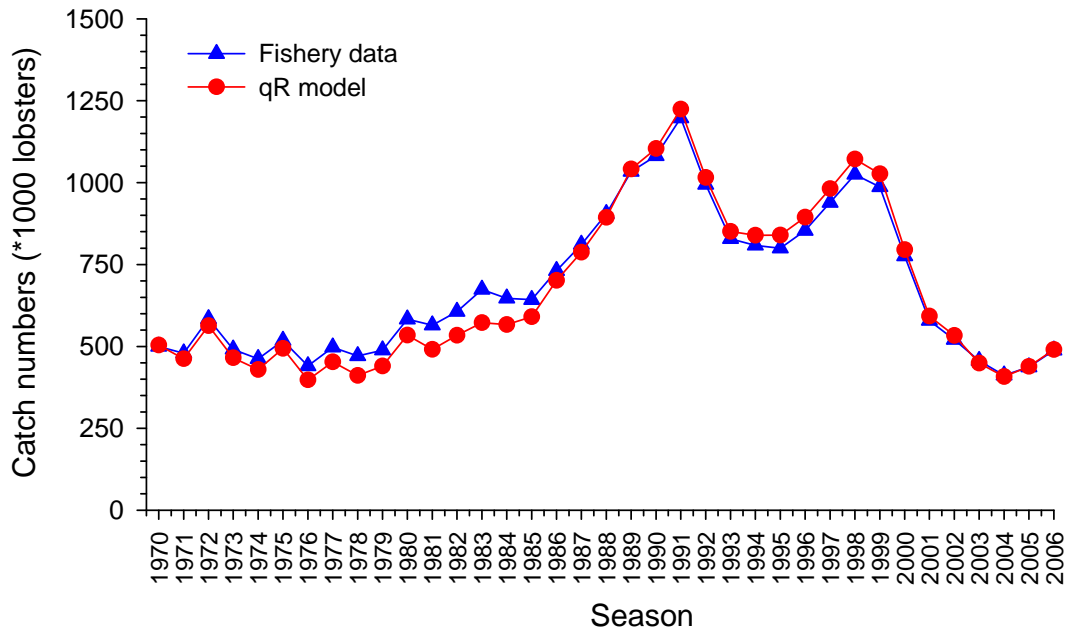 Catch numbers (*1000 lobsters)
1500
1250
1000
750
500
250
0
Fishery data
qR model
1970 1971 1972 1973 1974 1975 1976 1977 1978 1979 1980 1981 1982 1983 1984 1985 1986 1987 1988 1989 1990 1991 1992 1993 1994 1995 1996 1997 1998 1999 2000 2001 2002 2003 2004 2005 2006
Season